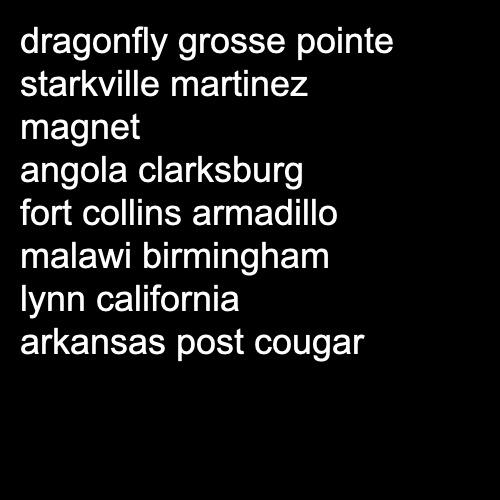 dragonfly grosse pointe
starkville martinez
magnet
angola clarksburg
fort collins armadillo
malawi birmingham
lynn california
arkansas post cougar